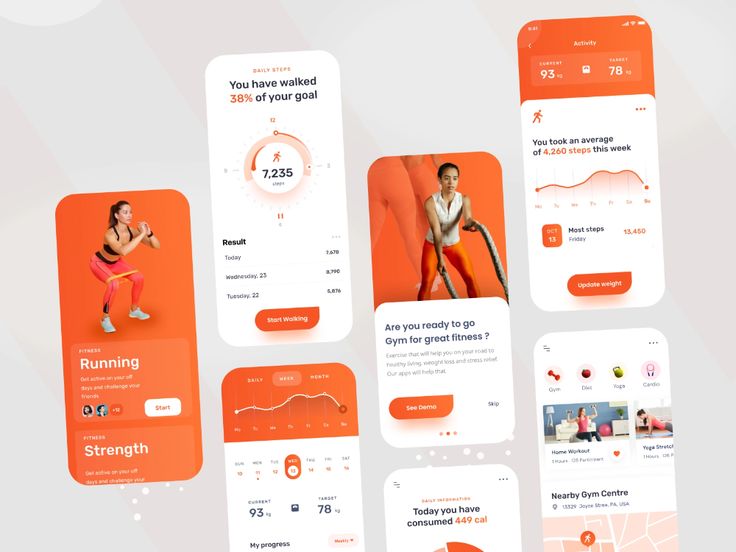 FITNESS
Running
Get active on your off
days and challenge your
friends
+12
Start
FITNESS
Strength
Get active on your off
days and challenge your
DAILY STEPS
You have walked
38% of your goal
12
3
7,235
steps
Result
Today 7,678
Wednesday, 23 8,790
Tuesday, 22 5,876
Start Walking
DAILY WEEK MONTH
Mo Tu We Th Fr Sa Su
SUN MON TUE WED THU FRI SAT
10 11 12 13 14 15 16
CURRENT TARGET
93 kg 78 kg
My progress Weekly
Are you ready to go
Gym for great fitness ?
Exercise that will help you on your road to
healthy living, weight loss and stress relief.
Our apps will help that.
See Demo Skip
DAILY INFORMATION
Today you have
consumed 449 cal
9:41
Activity
CURRENT TARGET
93 kg 78 kg
You took an average
of 4,260 steps this week
Mo Tu We Th Fr Sa Su
OCT
13
Most steps 13,450
Friday
Update weight
Gym Diet Yoga Cardio
Home Workout
Yoga Stretch
Nearby Gym Centre
PA, USA